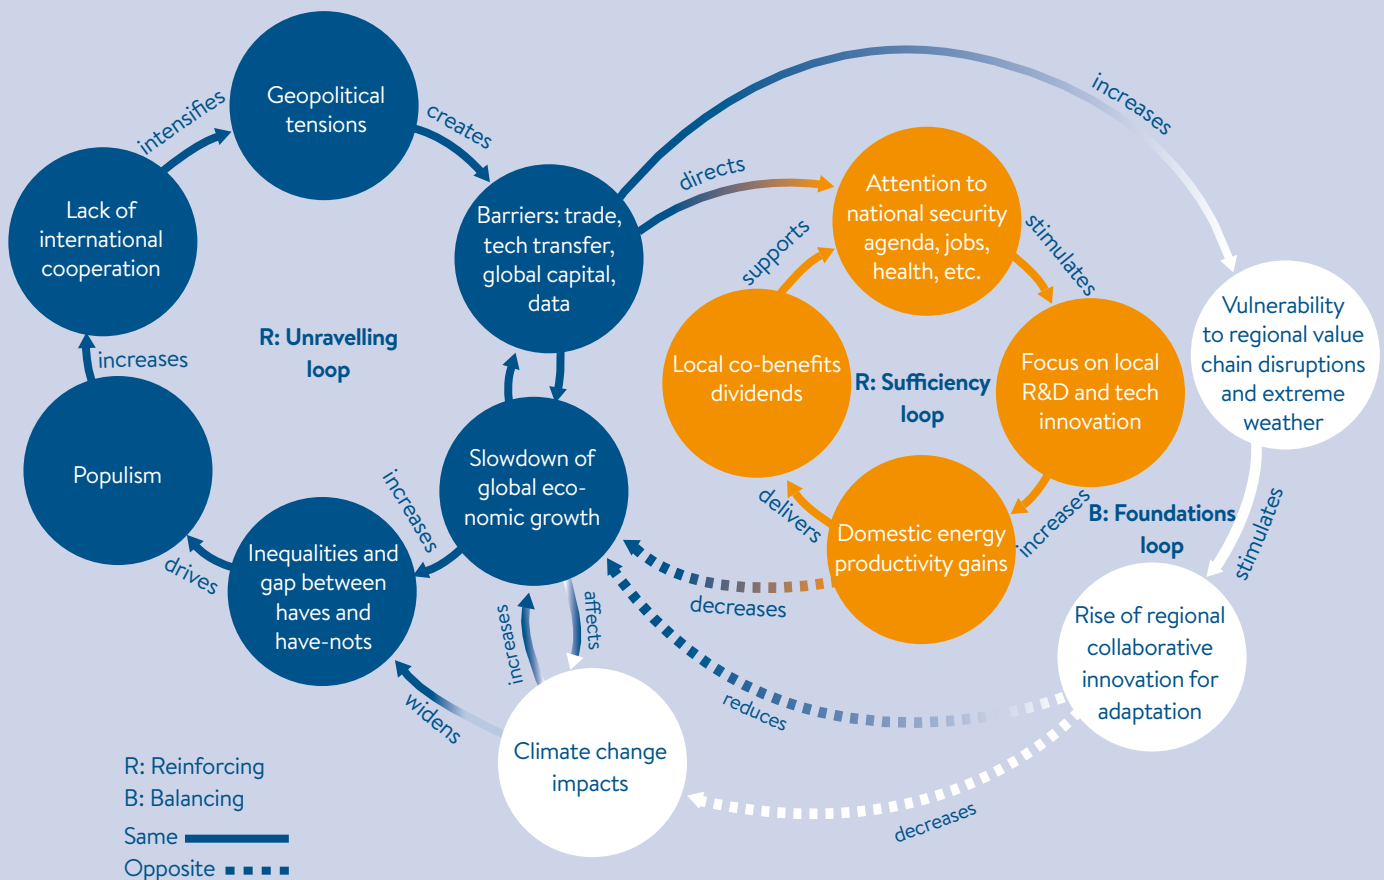 Geopolitical
tensions
creates
Barriers: trade,
tech transfer,
global capital,
data
intensifies
Lack of
international
cooperation
increases
Populism
drives
Inequalities and
gap between
haves and
have-nots
increases
Slowdown of
global eco-
nomic growth
R: Unravelling
loop
directs
increases
Attention to
national security
agenda, jobs,
health, etc.
stimulates
supports
Local co-benefits
dividends
R: Sufficiency
loop
Focus on local
R&D and tech
innovation
increases
delivers
Domestic energy
productivity gains
Vulnerability
to regional value
chain disruptions
and extreme
weather
B: Foundations
loop
stimulates
Rise of regional
collaborative
innovation for
adaptation
decreases
reduces
decreases
increases
affects
widens
Climate change
impacts
R: Reinforcing
B: Balancing
Same
Opposite